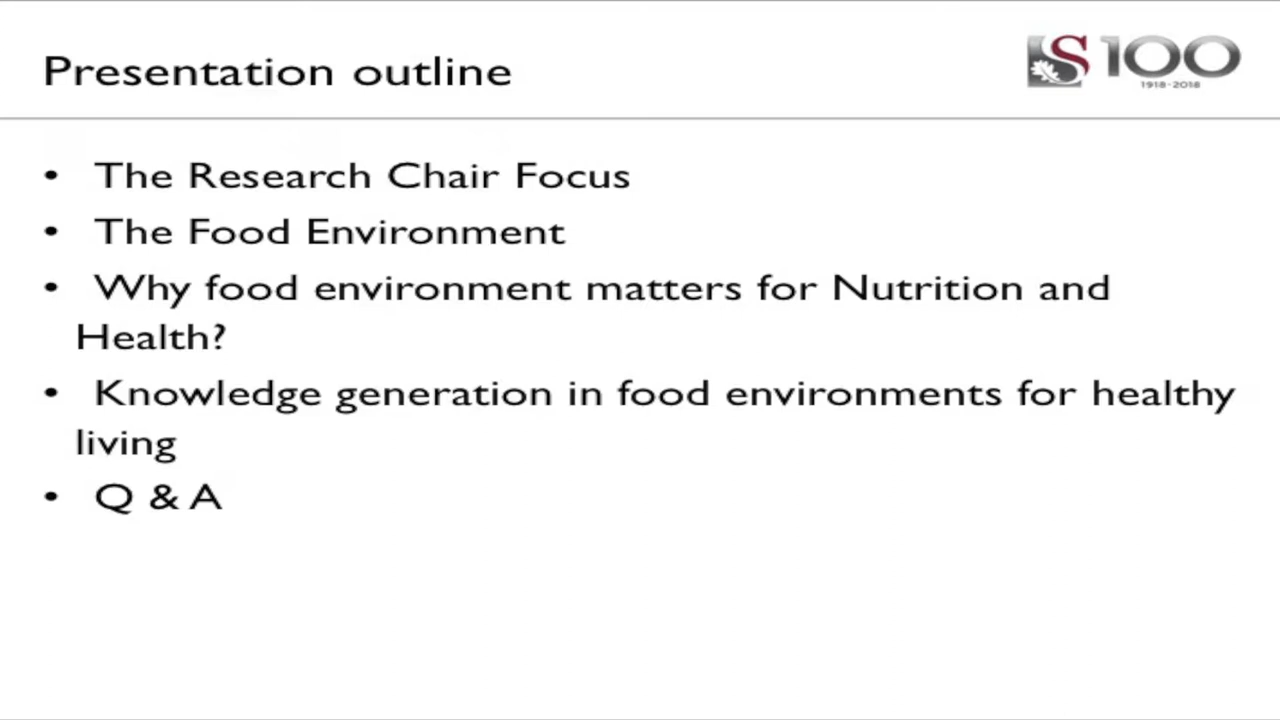 Presentation outline
S 100
1918-2018
• The Research Chair Focus
• The Food Environment
• Why food environment matters for Nutrition and
Health?
• Knowledge generation in food environments for healthy
living
• Q & A